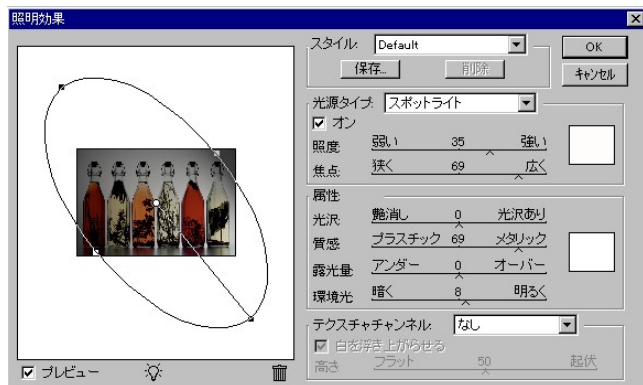 照明効果
スタイル: Default
保存... 削除
OK
キャンセル
光源タイプ: スポットライト
オン
照度: 弱い 35 強い
焦点: 狭く 69 広く
属性
光沢: 艶消し 0 光沢あり
質感: プラスチック 69 メタリック
露光量: アンダー 0 オーバー
環境光: 暗く 8 明るく
テクスチャチャンネル: なし
白を浮き上がらせる
高さ: フラット 50 起伏
プレビュー